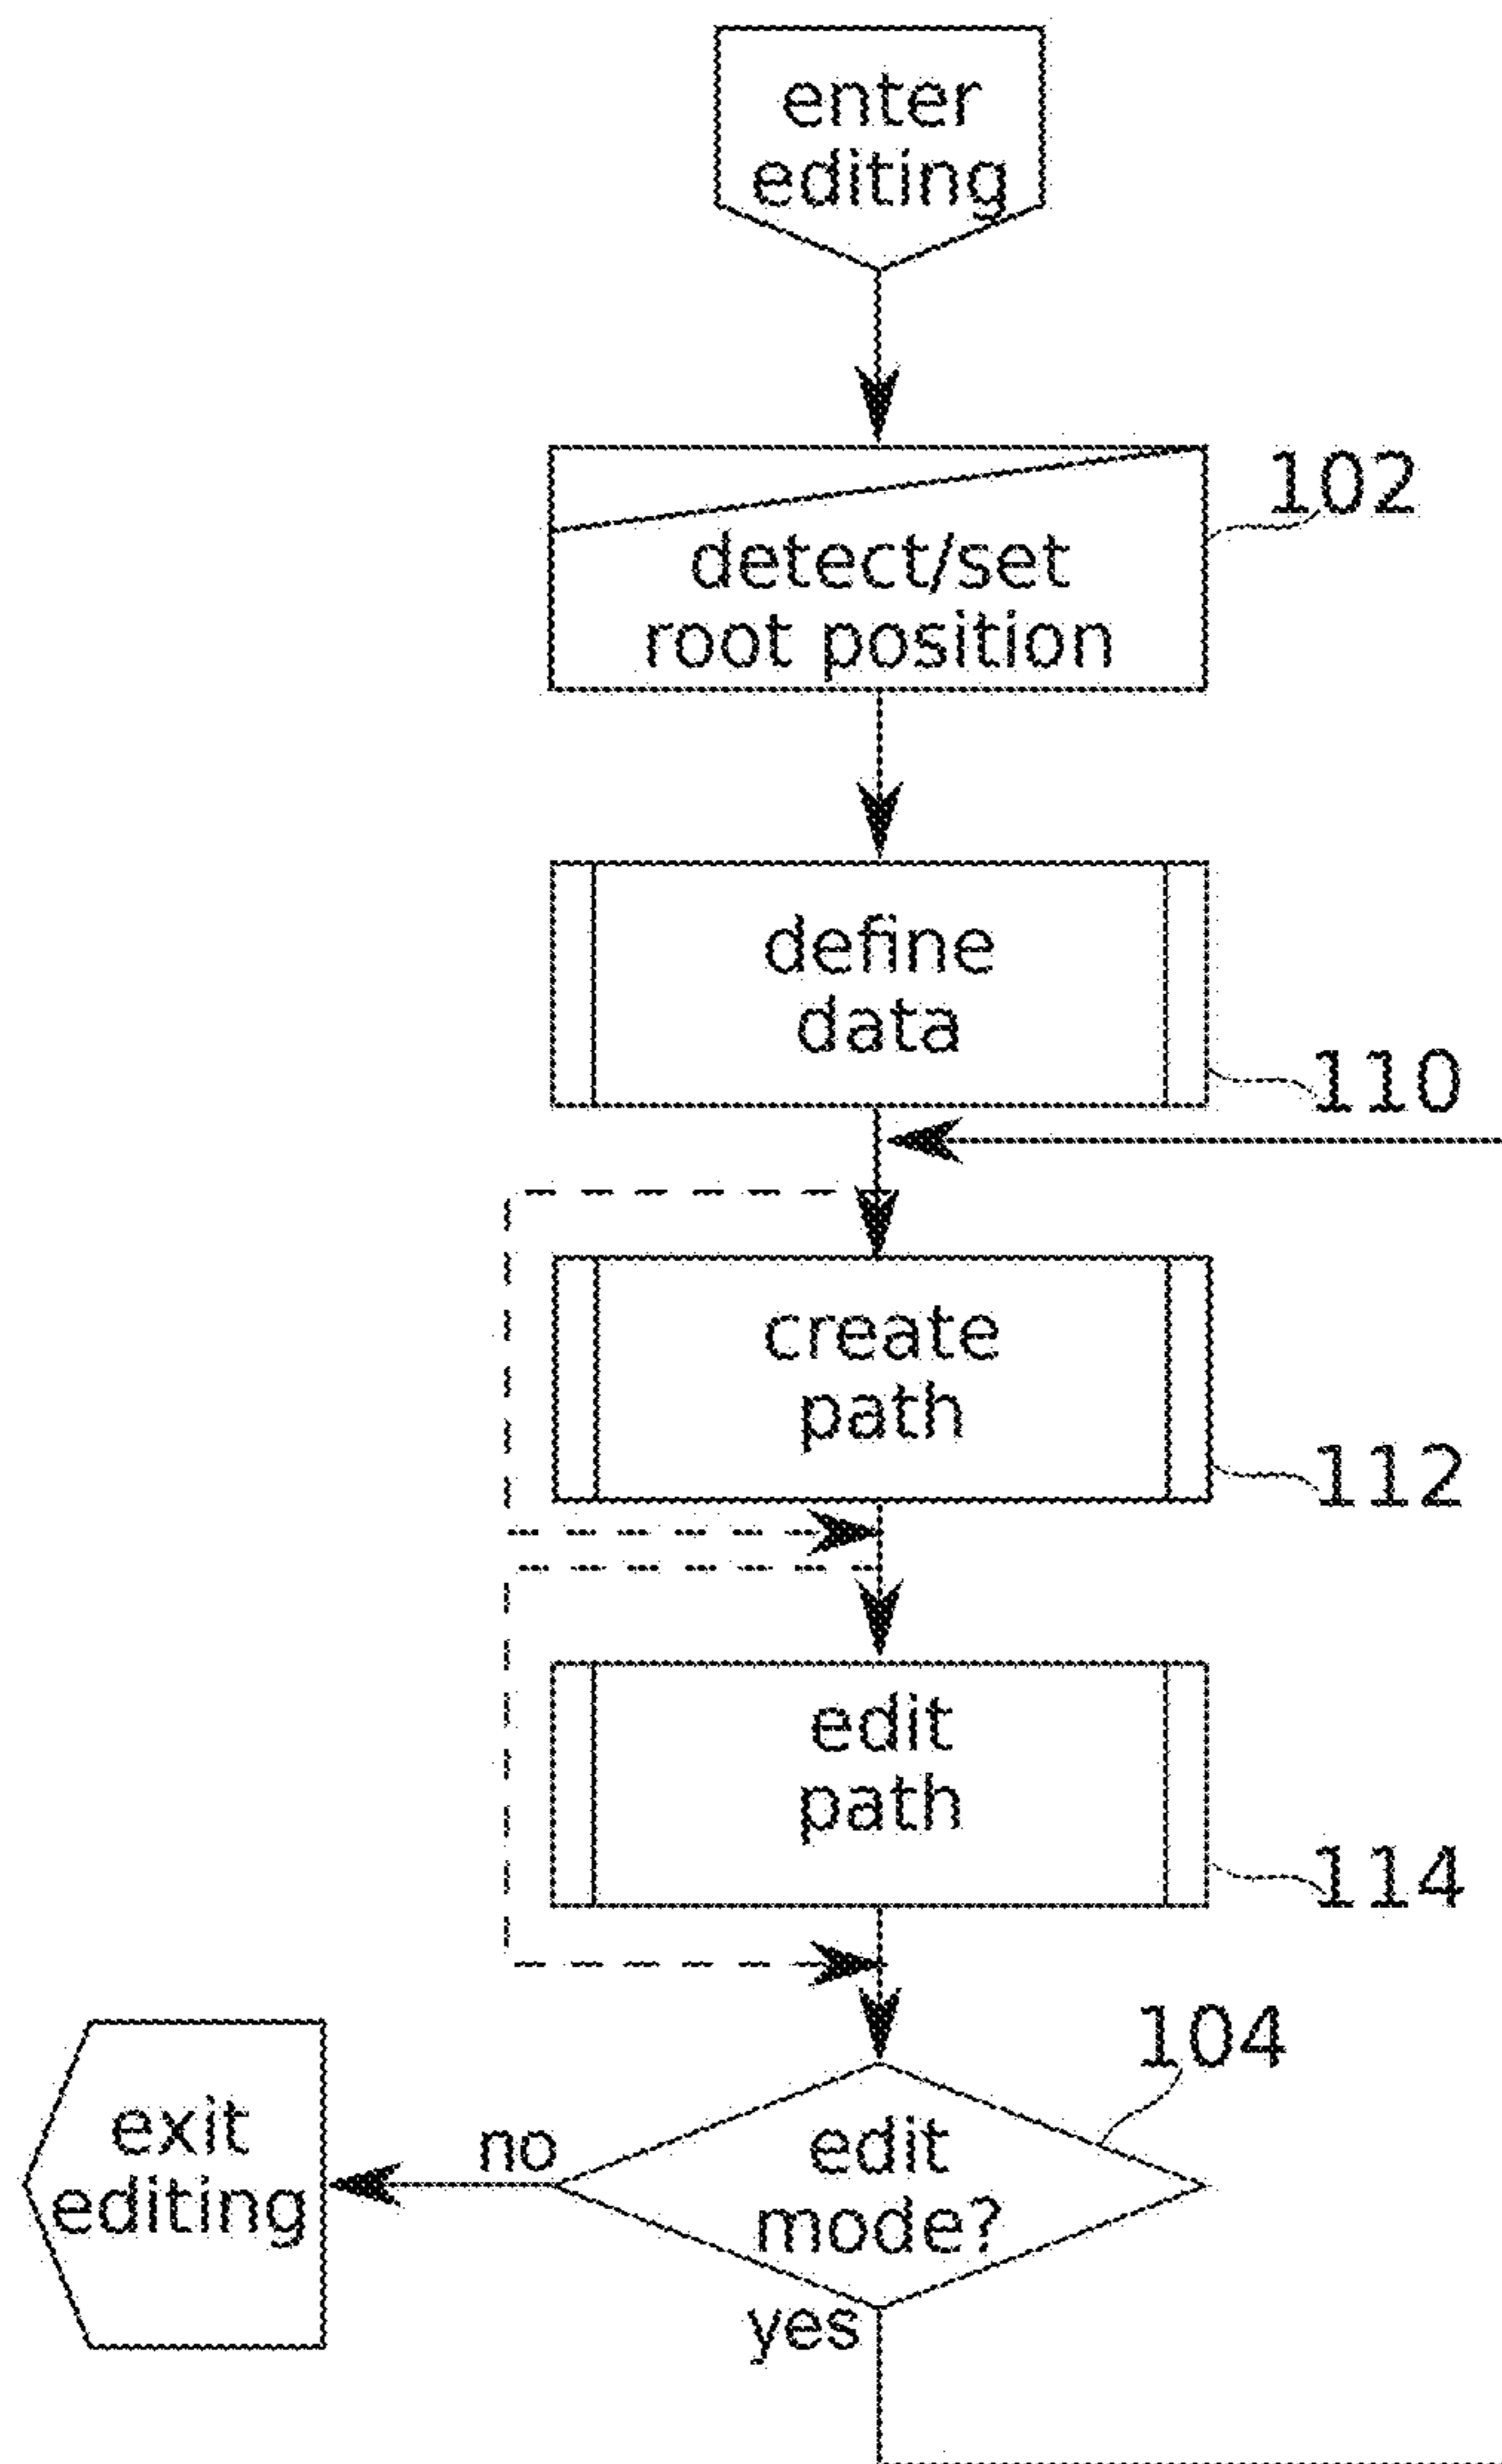 enter
editing
102
detect/set
root position
define
data
110
create
path
112
edit
path
114
104
exit
editing
no
edit
mode?
yes